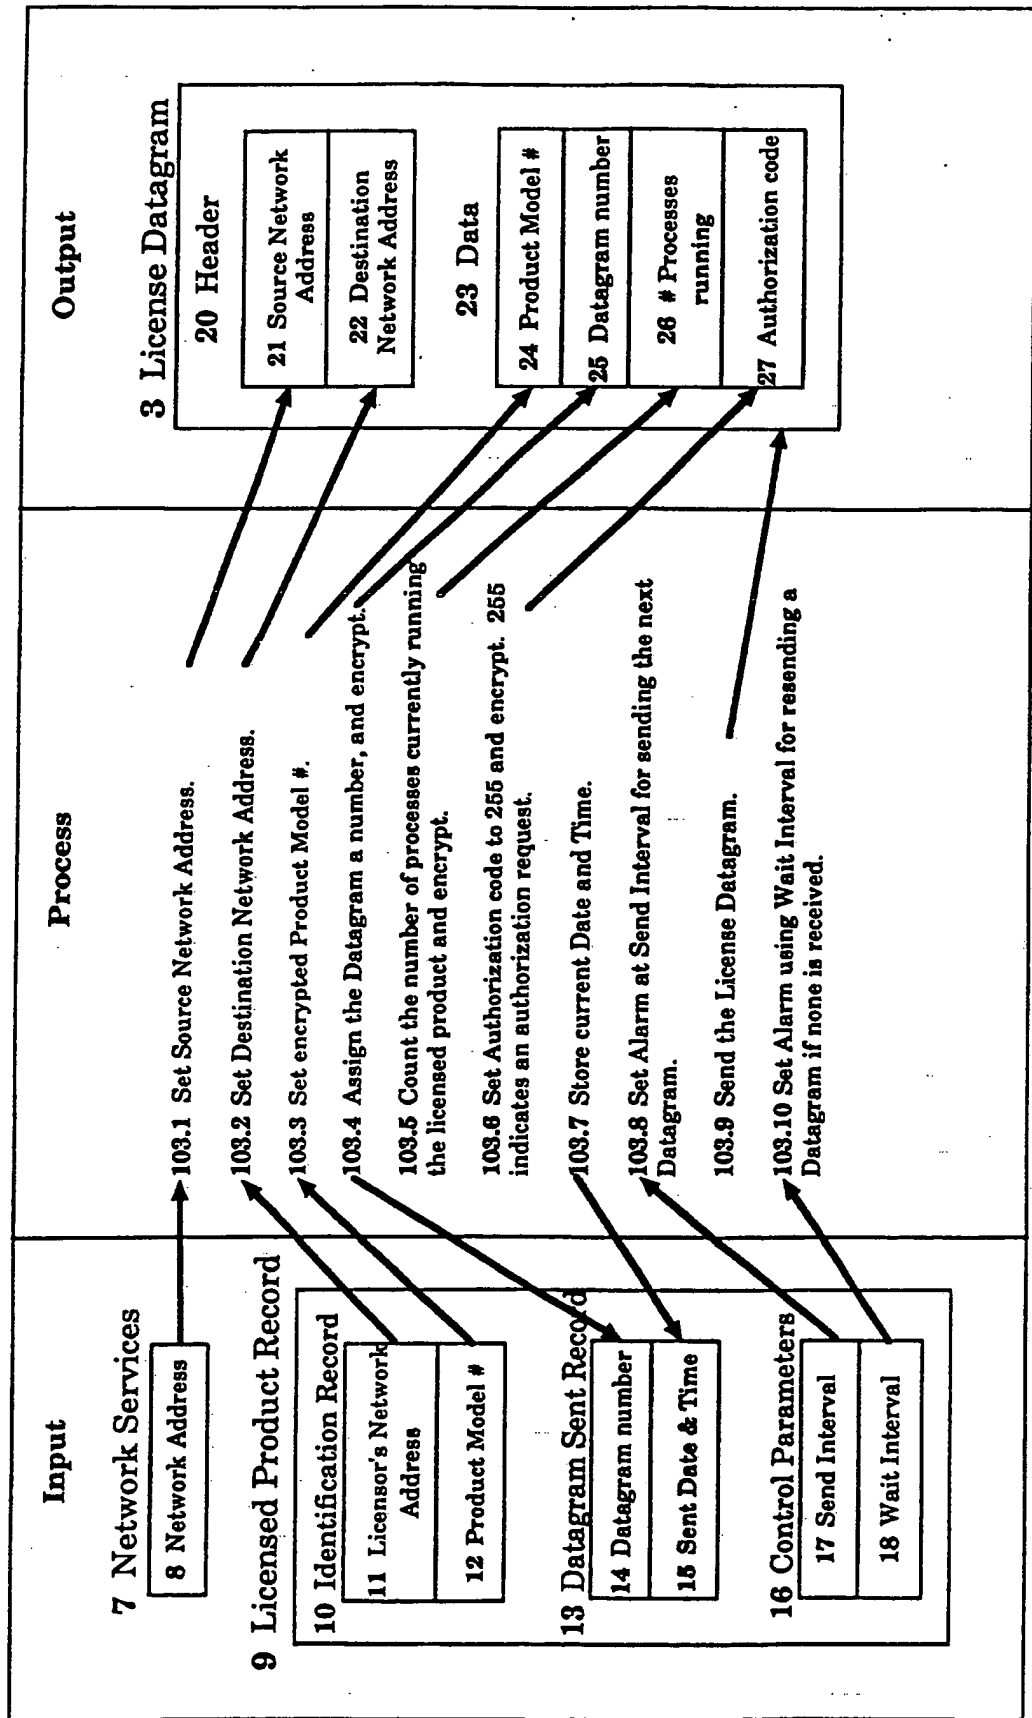 Input
7 Network Services
8 Network Address
9 Licensed Product Record
10 Identification Record
11 Licensor's Network
Address
12 Product Model #
13 Datagram Sent Record
14 Datagram number
15 Sent Date & Time
16 Control Parameters
17 Send Interval
18 Wait Interval
Process
103.1 Set Source Network Address.
103.2 Set Destination Network Address.
103.3 Set encrypted Product Model #.
103.4 Assign the Datagram a number, and encrypt.
103.5 Count the number of processes currently running
the licensed product and encrypt.
103.6 Set Authorization code to 255 and encrypt. 255
indicates an authorization request.
103.7 Store current Date and Time.
103.8 Set Alarm at Send Interval for sending the next
Datagram.
103.9 Send the License Datagram.
103.10 Set Alarm using Wait Interval for resending a
Datagram if none is received.
Output
3 License Datagram
20 Header
21 Source Network
Address
22 Destination
Network Address
23 Data
24 Product Model #
25 Datagram number
26 # Processes
running
27 Authorization code